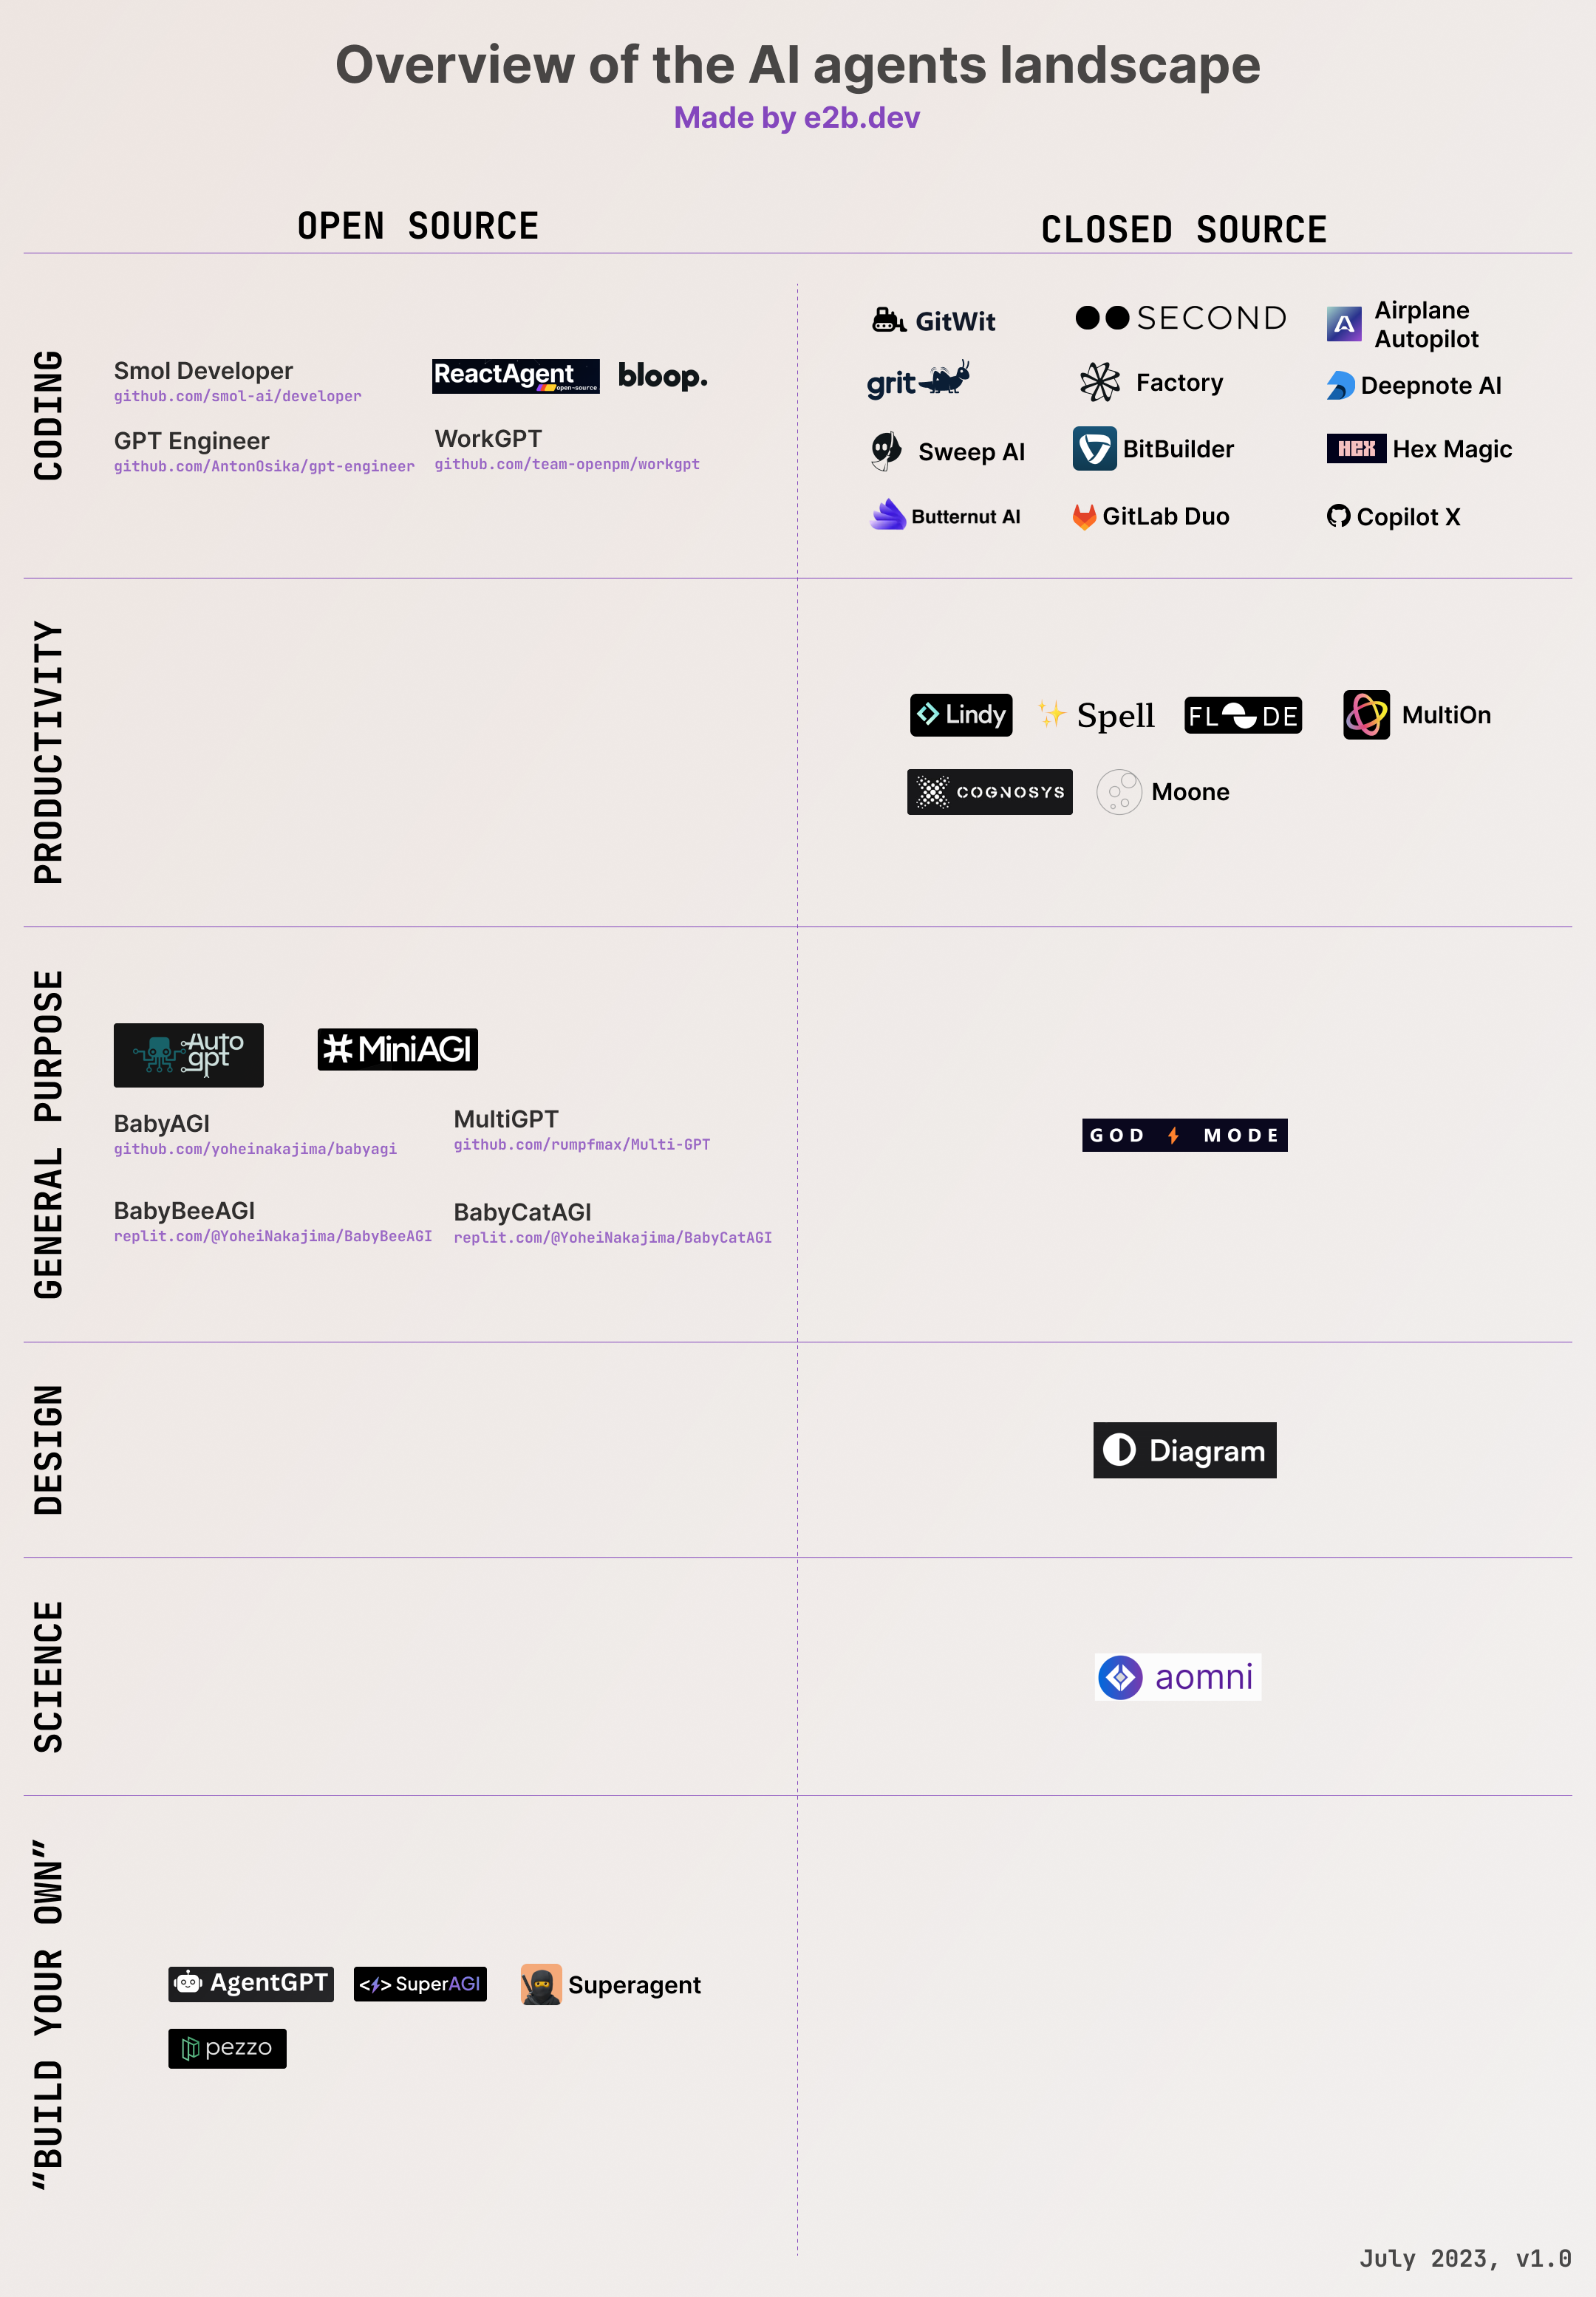 Overview of the AI agents landscape
Made by e2b.dev
OPEN SOURCE
CLOSED SOURCE
CODING
Smol Developer
github.com/smol-ai/developer
ReactAgent
open-source
bloop.
GPT Engineer
github.com/AntonOsika/gpt-engineer
WorkGPT
github.com/team-openpm/workgpt
GitWit
SECOND
Airplane
Autopilot
grit
Factory
Deepnote AI
Sweep AI
BitBuilder
HEX Hex Magic
Butternut AI
GitLab Duo
Copilot X
PRODUCTIVITY
Lindy
Spell
FL DE
MultiOn
COGNOSYS
Moone
GENERAL PURPOSE
Auto
gpt
MiniAGI
BabyAGI
github.com/yoheinakajima/babyagi
MultiGPT
github.com/rumpfmax/Multi-GPT
BabyBeeAGI
replit.com/@YoheiNakajima/BabyBeeAGI
BabyCatAGI
replit.com/@YoheiNakajima/BabyCatAGI
GOD MODE
DESIGN
Diagram
SCIENCE
aomni
“BUILD YOUR OWN”
AgentGPT
SuperAGI
Superagent
pezzo
July 2023, v1.0